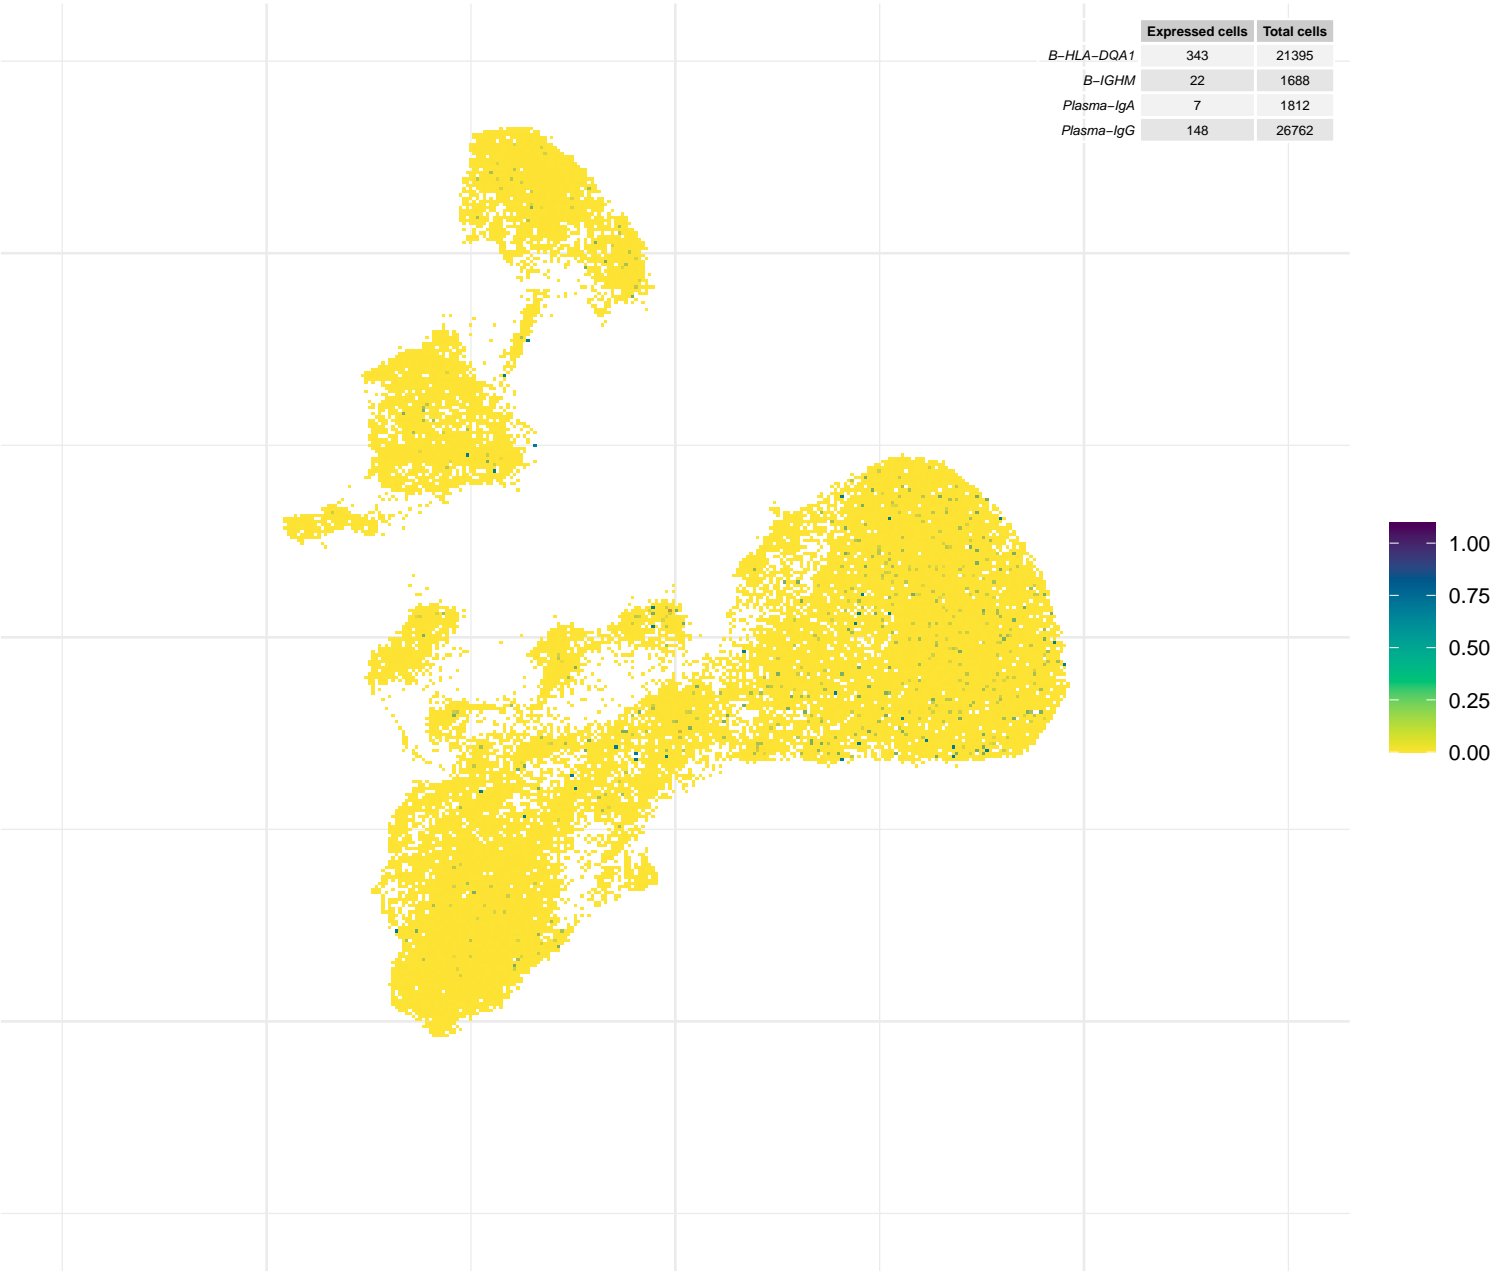 Expressed cells Total cells
B−HLA−DQA1 343 21395
B−IGHM 22 1688
Plasma−IgA 7 1812
Plasma−IgG 148 26762
1.00
0.75
0.50
0.25
0.00